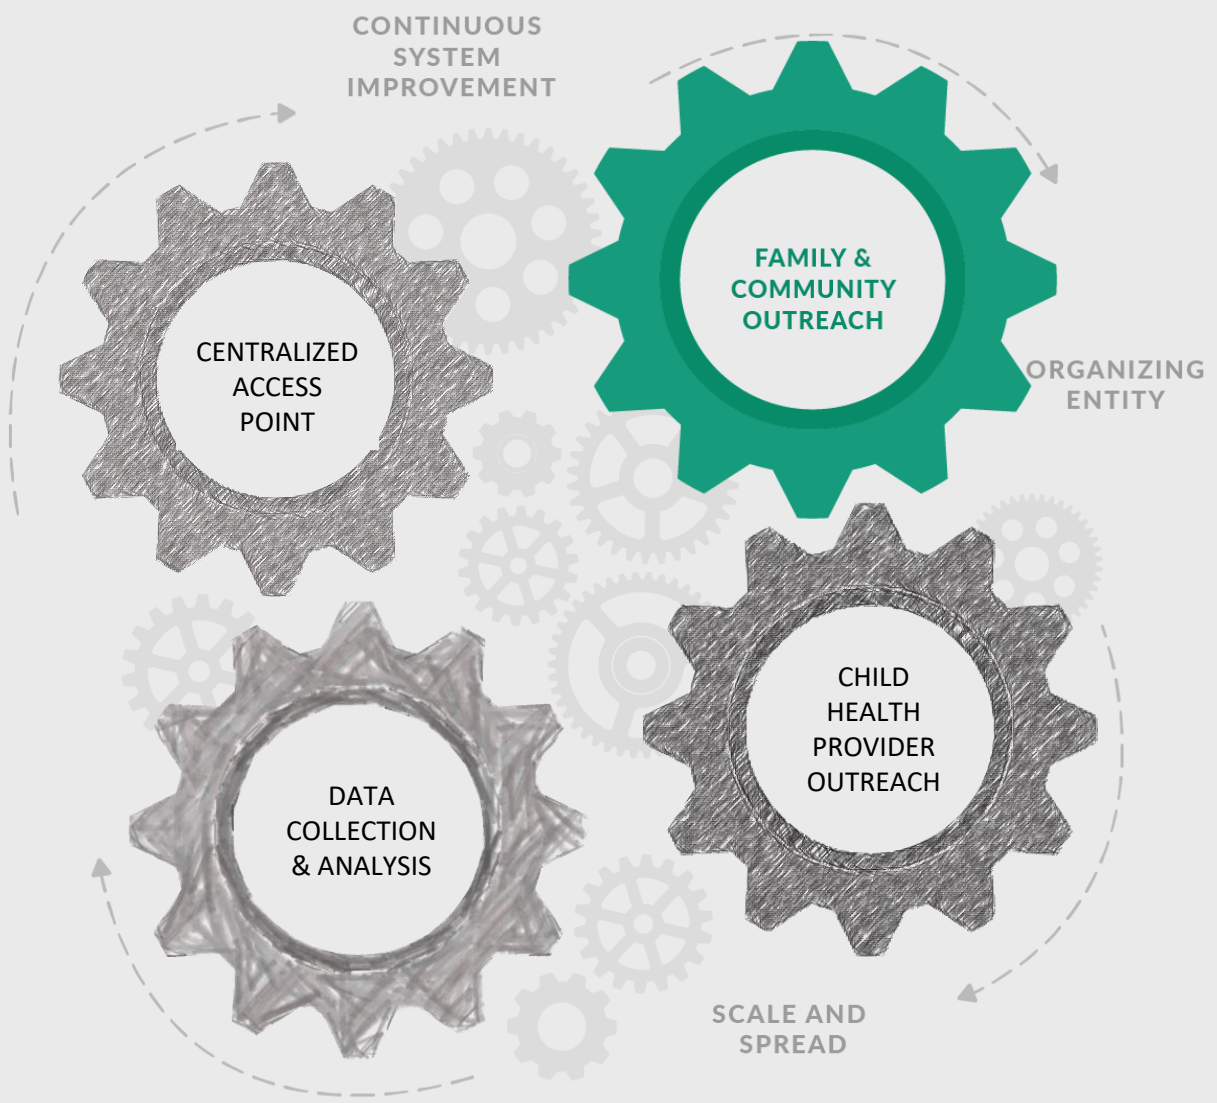 CONTINUOUS
SYSTEM
IMPROVEMENT
FAMILY &
COMMUNITY
OUTREACH
CENTRALIZED
ACCESS
POINT
ORGANIZING
ENTITY
CHILD
HEALTH
PROVIDER
OUTREACH
DATA
COLLECTION
& ANALYSIS
SCALE AND
SPREAD